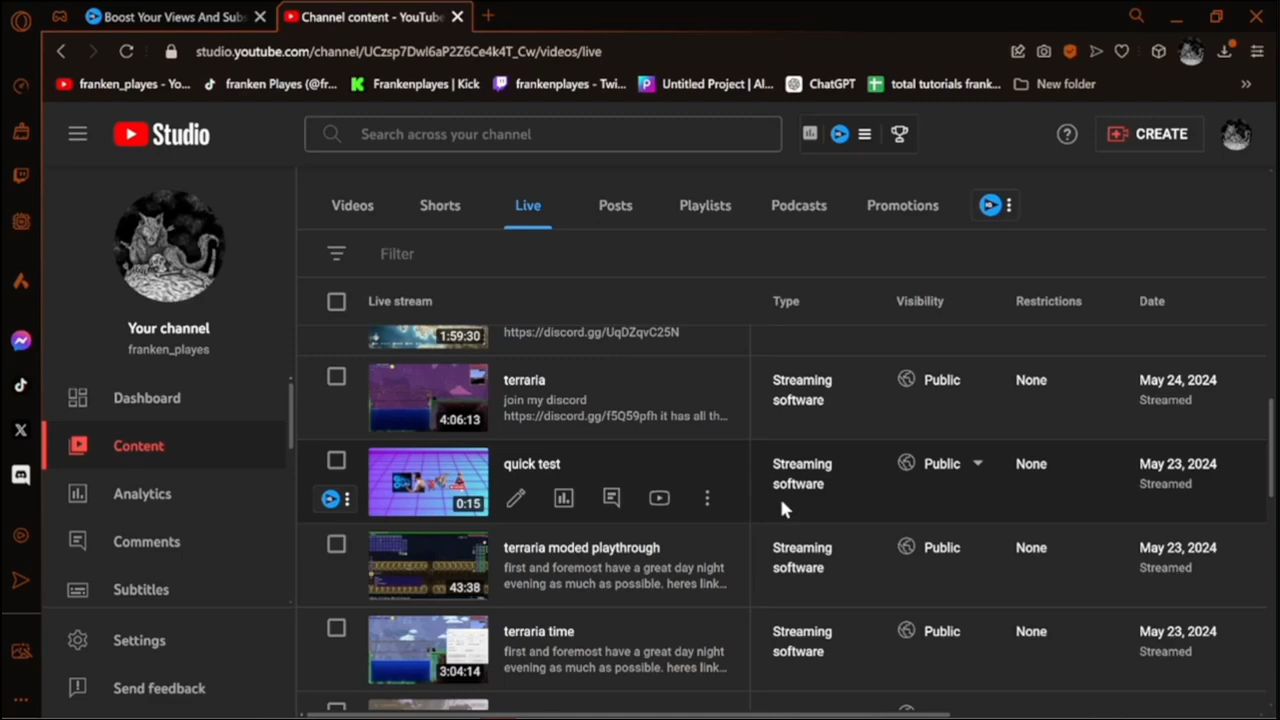 Boost Your Views And Subs
Channel content - YouTube
studio.youtube.com/channel/UCzsp7Dwl6aP2Z6Ce4k4T_Cw/videos/live
franken_playes - Yo...
franken Playes (@fr...
Frankenplayes | Kick
frankenplayes - Twi...
Untitled Project | Al...
ChatGPT
total tutorials frank...
New folder
Studio
Search across your channel
CREATE
Videos
Shorts
Live
Posts
Playlists
Podcasts
Promotions
Filter
Your channel
franken_playes
Dashboard
Content
Analytics
Comments
Subtitles
Settings
Send feedback
Live stream
Type
Visibility
Restrictions
Date
1:59:30
https://discord.gg/UqDZqvC25N
terraria
join my discord
https://discord.gg/f5Q59pfh it has all th...
4:06:13
Streaming
software
Public
None
May 24, 2024
Streamed
quick test
0:15
Streaming
software
Public
None
May 23, 2024
Streamed
terraria moded playthrough
first and foremost have a great day night
evening as much as possible. heres link...
43:38
Streaming
software
Public
None
May 23, 2024
Streamed
terraria time
first and foremost have a great day night
evening as much as possible. heres link...
3:04:14
Streaming
software
Public
None
May 23, 2024
Streamed